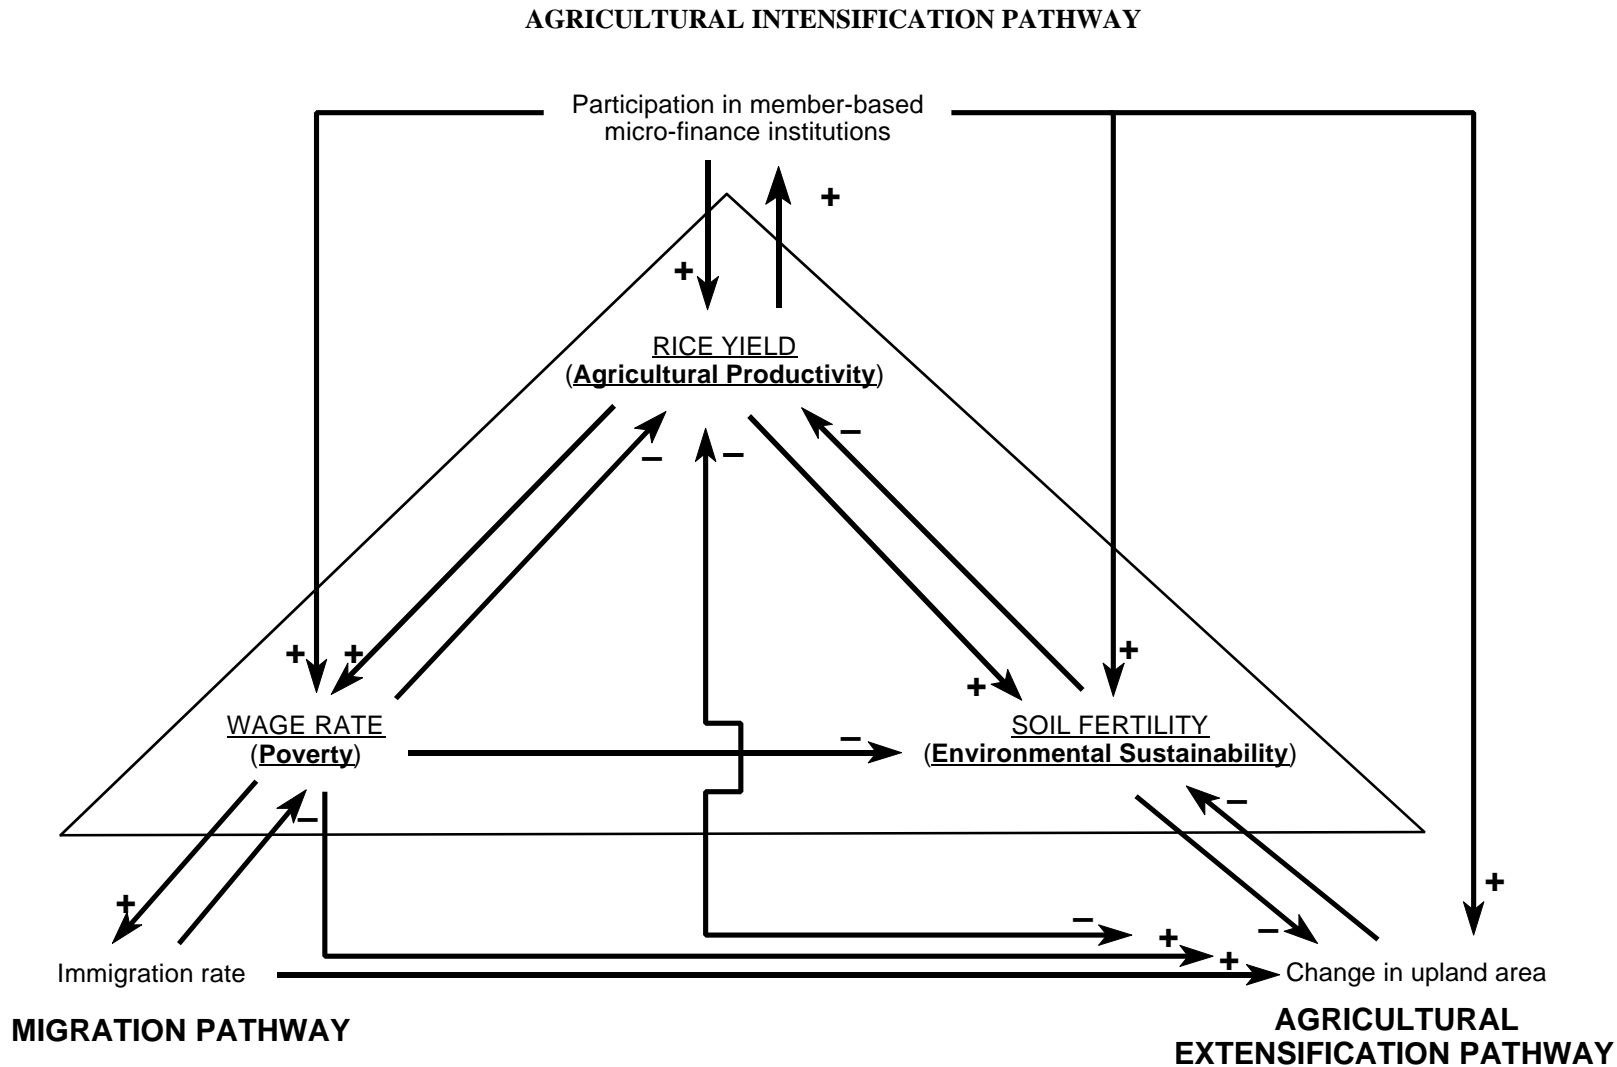 AGRICULTURAL INTENSIFICATION PATHWAY
Participation in member-based
micro-finance institutions
+
+
RICE YIELD
(Agricultural Productivity)
–
–
–
+
+
+
+
WAGE RATE
(Poverty)
–
SOIL FERTILITY
(Environmental Sustainability)
–
–
+
+
–
+
–
+
Immigration rate
Change in upland area
MIGRATION PATHWAY
AGRICULTURAL
EXTENSIFICATION PATHWAY